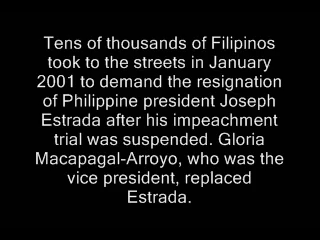 Tens of thousands of Filipinos
took to the streets in January
2001 to demand the resignation
of Philippine president Joseph
Estrada after his impeachment
trial was suspended. Gloria
Macapagal-Arroyo, who was the
vice president, replaced
Estrada.